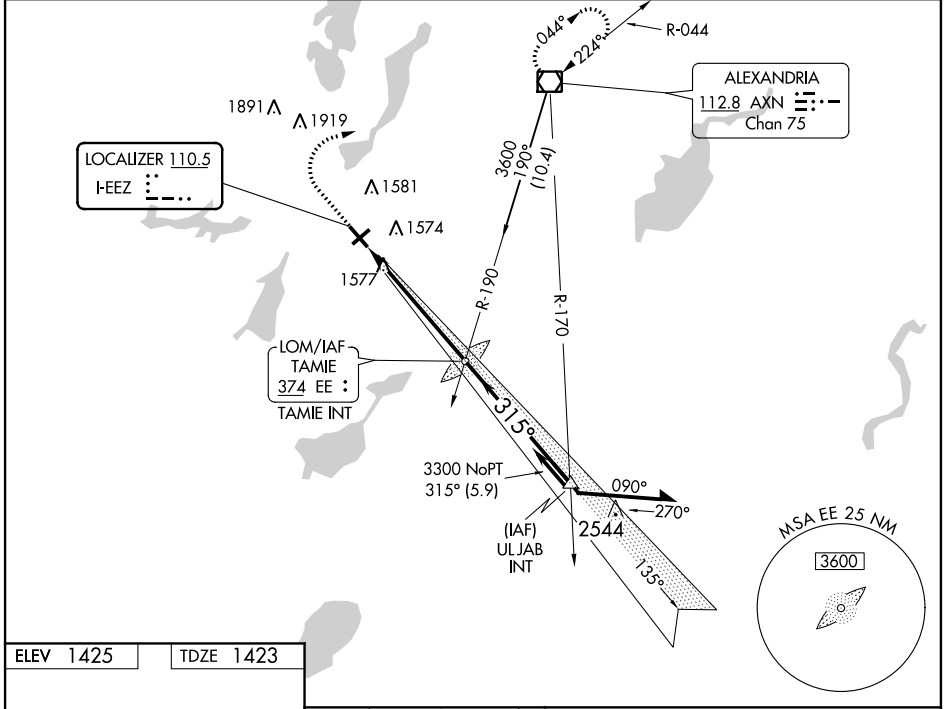 044°
224°
R-044
ALEXANDRIA
112.8 AXN
Chan 75
1891
1919
LOCALIZER 110.5
I-EEZ
1581
1574
1577
3600
190°
(10.4)
R-190
R-170
LOM/IAF
TAMIE
374 EE
TAMIE INT
315°
3300 NoPT
315° (5.9)
(IAF)
ULJAB
INT
090°
270°
2544
135°
MSA EE 25 NM
3600
ELEV 1425
TDZE 1423